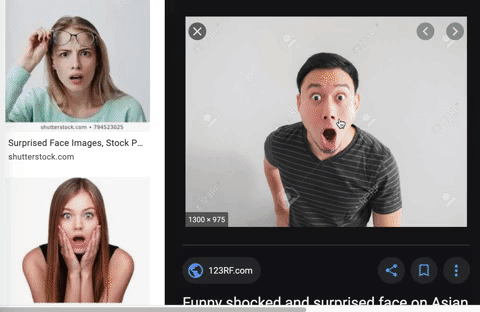 shutterstock.com • 794523025
Surprised Face Images, Stock P...
shutterstock.com
1300 × 975
123RF.com
Funny shocked and surprised face on Asian